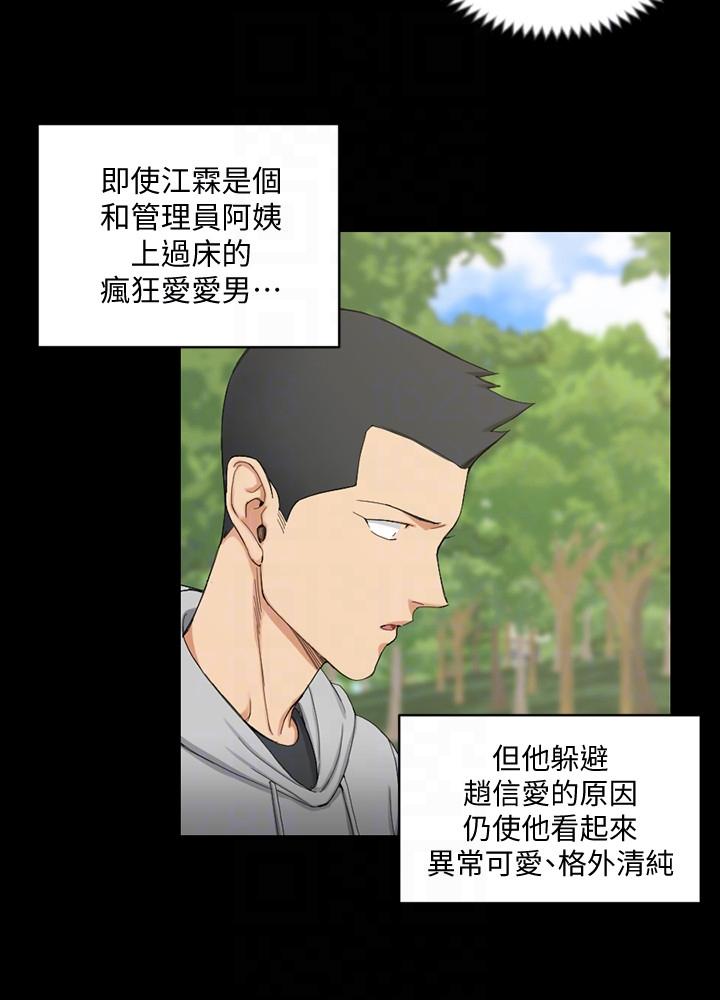 即使江霖是個
和管理員阿姨
上過床的
瘋狂愛愛男…
但他躲避
趙信愛的原因
仍使他看起來
異常可愛、格外清純